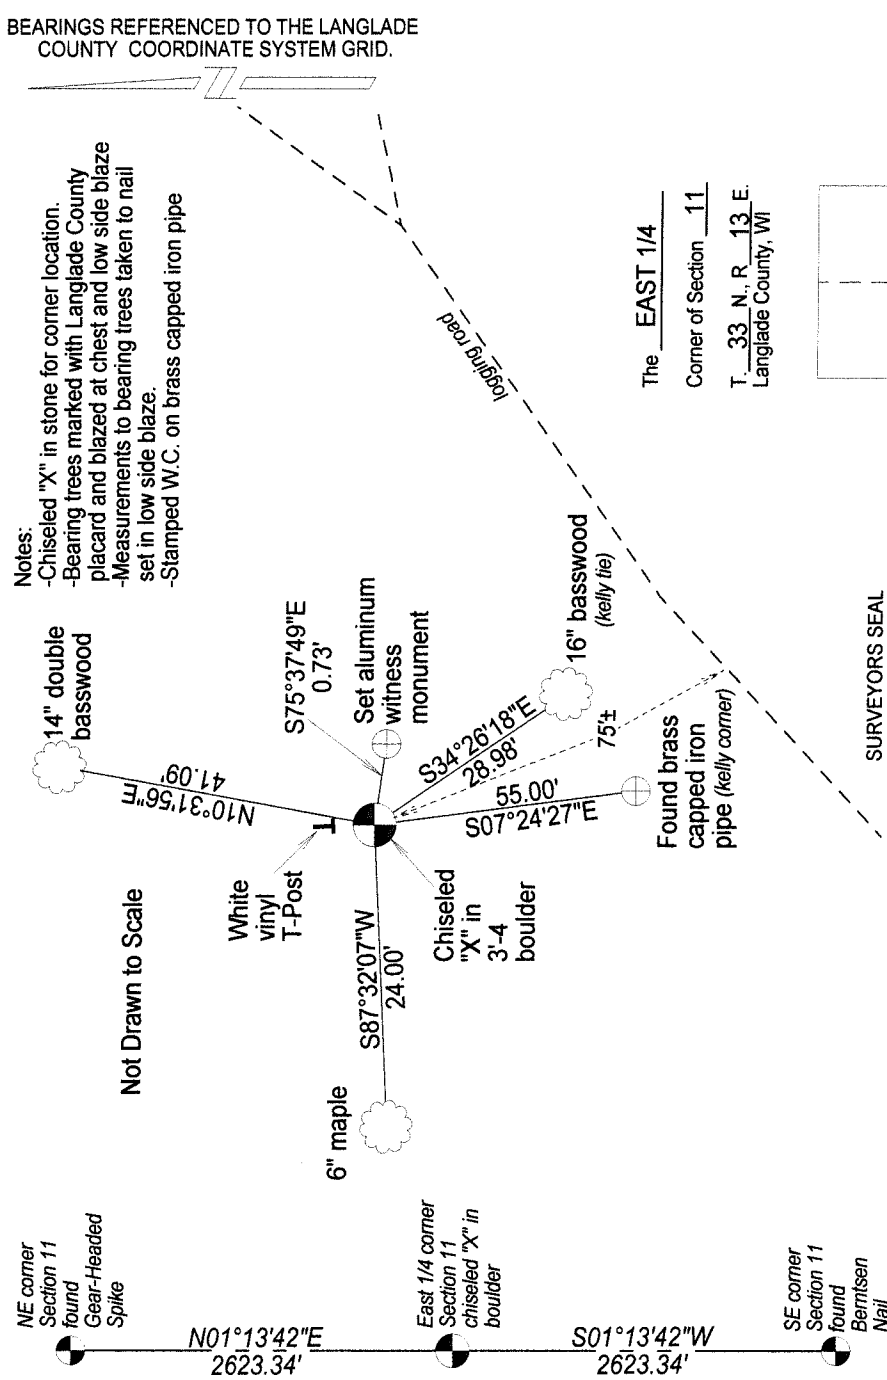 BEARINGS REFERENCED TO THE LANGLADE
COUNTY COORDINATE SYSTEM GRID.
Notes:
-Chiseled "X" in stone for corner location.
-Bearing trees marked with Langlade County
placard and blazed at chest and low side blaze
-Measurements to bearing trees taken to nail
set in low side blaze.
-Stamped W.C. on brass capped iron pipe
logging road
The EAST 1/4
Corner of Section 11
T. 33 N., R 13 E.
Langlade County, WI
14" double
basswood
N10°31'56"E
41.09'
S75°37'49"E
0.73'
Set aluminum
witness
monument
16" basswood
(kelly tie)
S34°26'18"E
28.98'
75'±
55.00'
S07°24'27"E
Found brass
capped iron
pipe (kelly corner)
SURVEYORS SEAL
Not Drawn to Scale
White
vinyl
T-Post
Chiseled
"X" in
3'-4
boulder
S87°32'07"W
24.00'
6" maple
NE corner
Section 11
found
Gear-Headed
Spike
N01°13'42"E
2623.34'
East 1/4 corner
Section 11
chiseled "X" in
boulder
S01°13'42"W
2623.34'
SE corner
Section 11
found
Berntsen
Nail